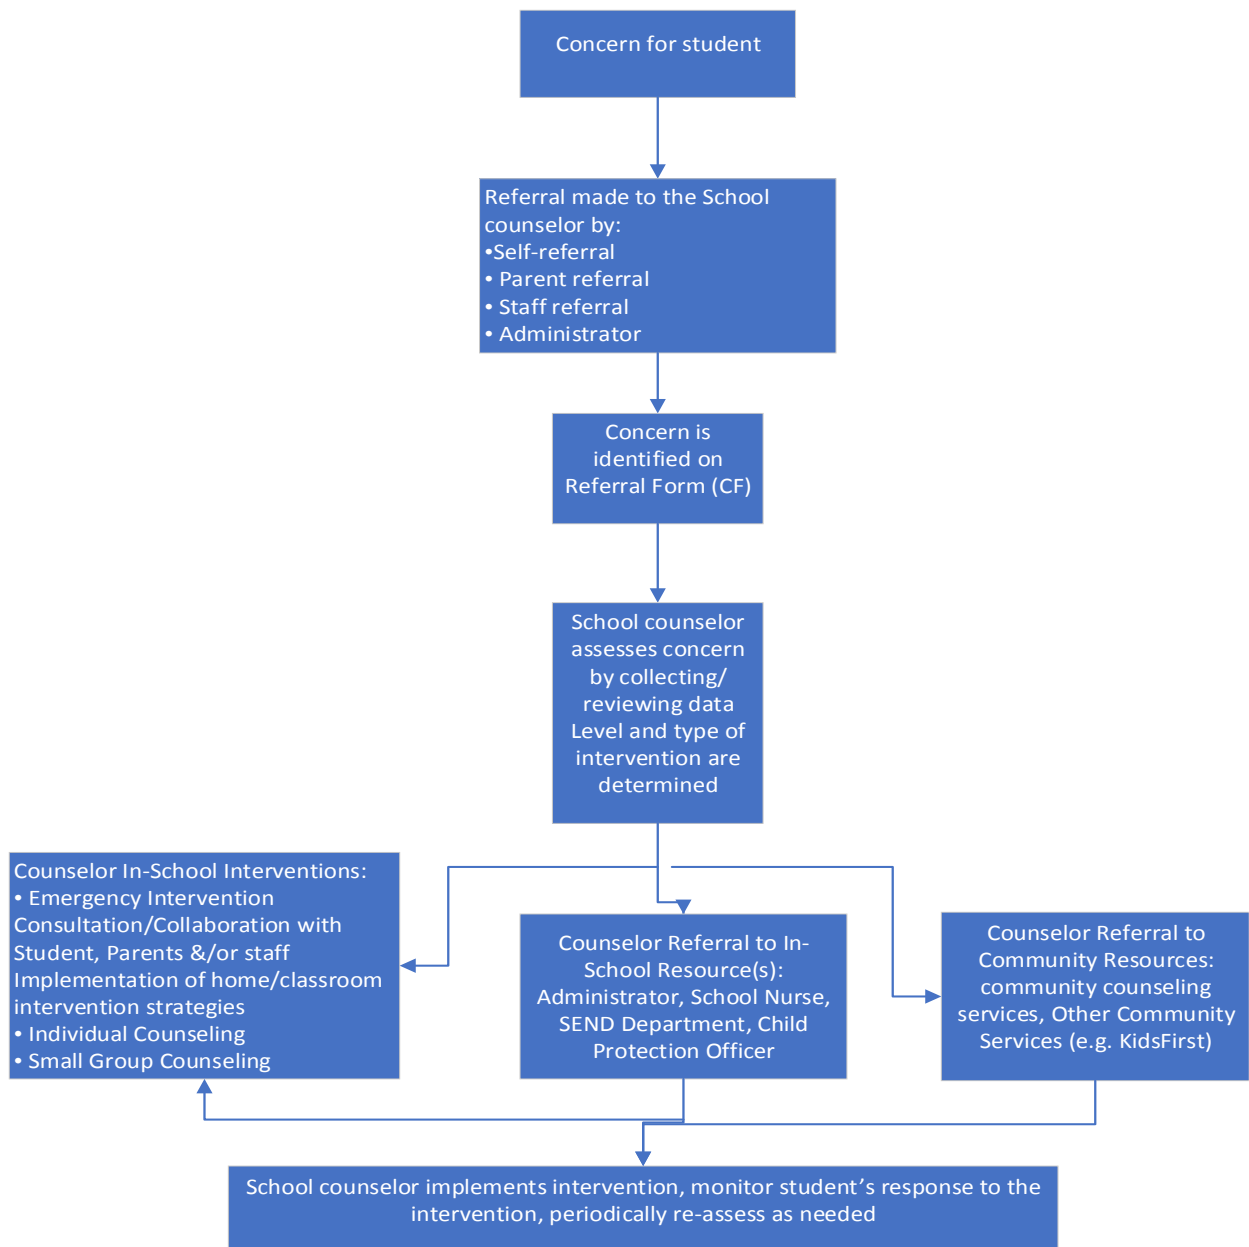 Concern for student
Referral made to the School
counselor by:
•Self-referral
• Parent referral
• Staff referral
• Administrator
Concern is
identified on
Referral Form (CF)
School counselor
assesses concern
by collecting/
reviewing data
Level and type of
intervention are
determined
Counselor In-School Interventions:
• Emergency Intervention
Consultation/Collaboration with
Student, Parents &/or staff
Implementation of home/classroom
intervention strategies
• Individual Counseling
• Small Group Counseling
Counselor Referral to In-
School Resource(s):
Administrator, School Nurse,
SEND Department, Child
Protection Officer
Counselor Referral to
Community Resources:
community counseling
services, Other Community
Services (e.g. KidsFirst)
School counselor implements intervention, monitor student’s response to the
intervention, periodically re-assess as needed